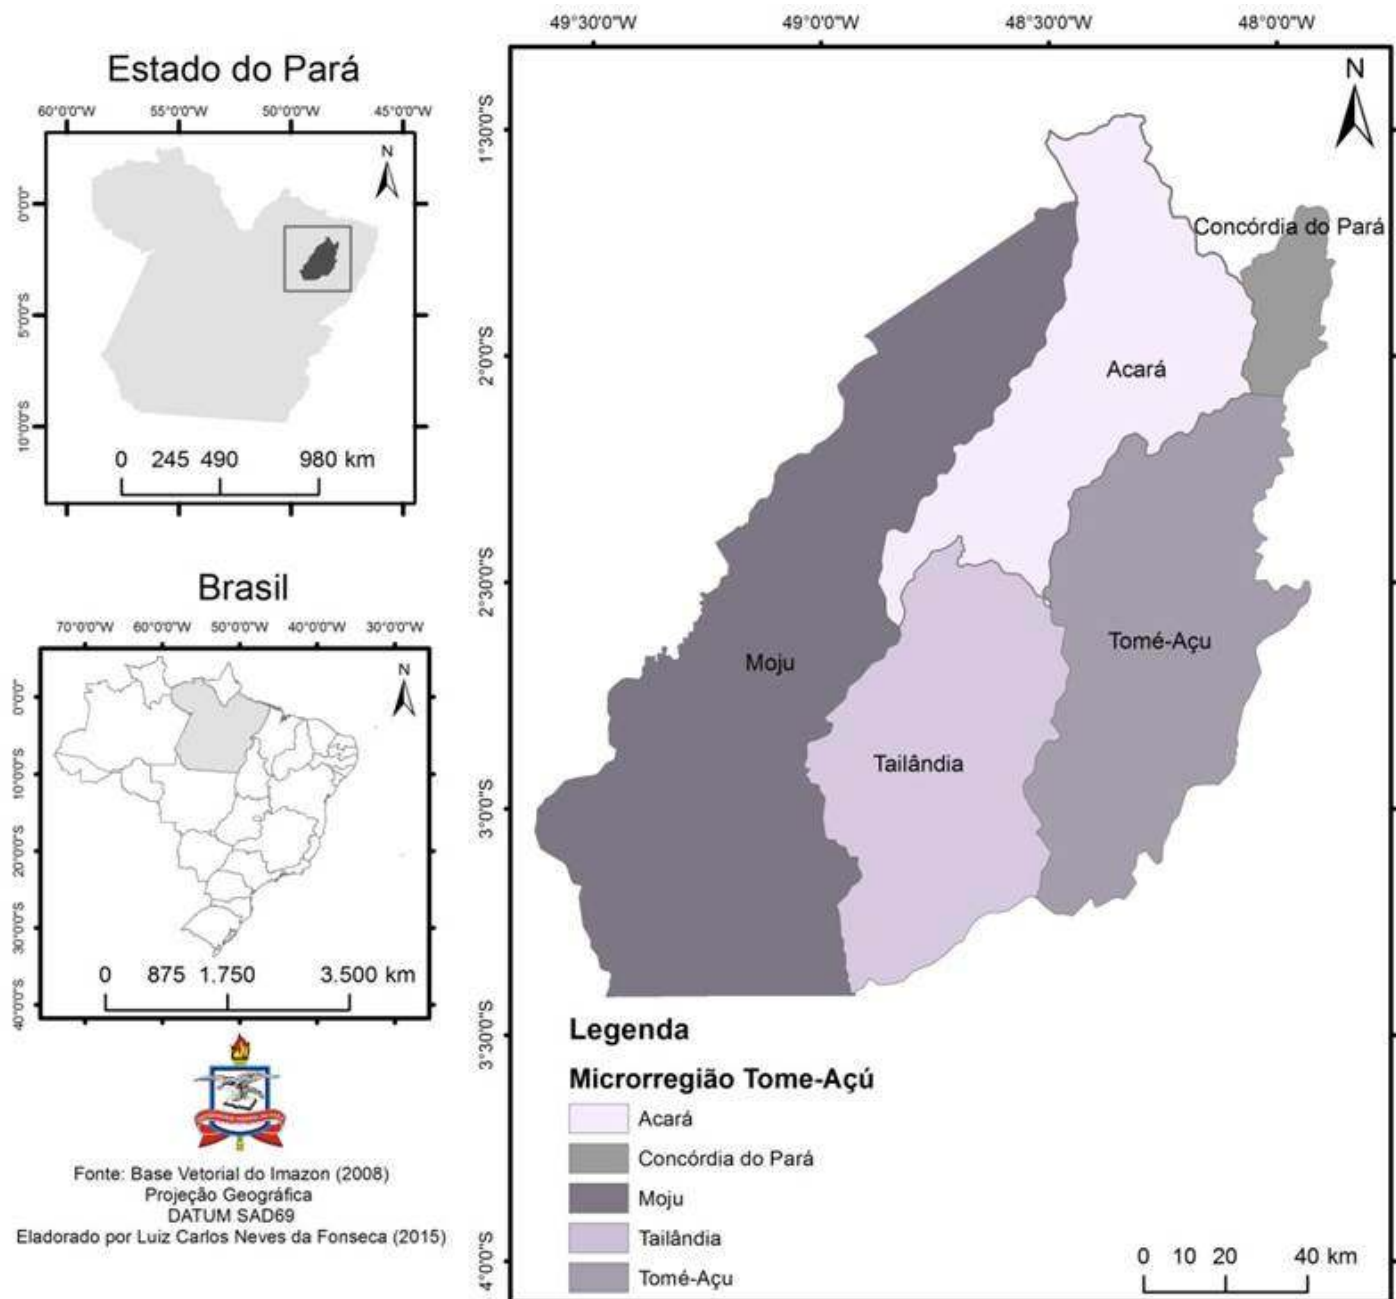 Estado do Pará
60°0'0"W 55°0'0"W 50°0'0"W 45°0'0"W
N
0°0'0"
5°0'0"S
10°0'0"S
0 245 490 980 km
Brasil
70°0'0"W 60°0'0"W 50°0'0"W 40°0'0"W 30°0'0"W
N
0°0'0"
10°0'0"S
20°0'0"S
30°0'0"S
40°0'0"S
0 875 1.750 3.500 km
Fonte: Base Vetorial do Imazon (2008)
Projeção Geográfica
DATUM SAD69
Elaborado por Luiz Carlos Neves da Fonseca (2015)
49°30'0"W 49°0'0"W 48°30'0"W 48°0'0"W
N
1°30'0"S
2°0'0"S
2°30'0"S
3°0'0"S
3°30'0"S
4°0'0"S
Concórdia do Pará
Acará
Tomé-Açu
Moju
Tailândia
Legenda
Microrregião Tome-Açú
Acará
Concórdia do Pará
Moju
Tailândia
Tomé-Açu
0 10 20 40 km